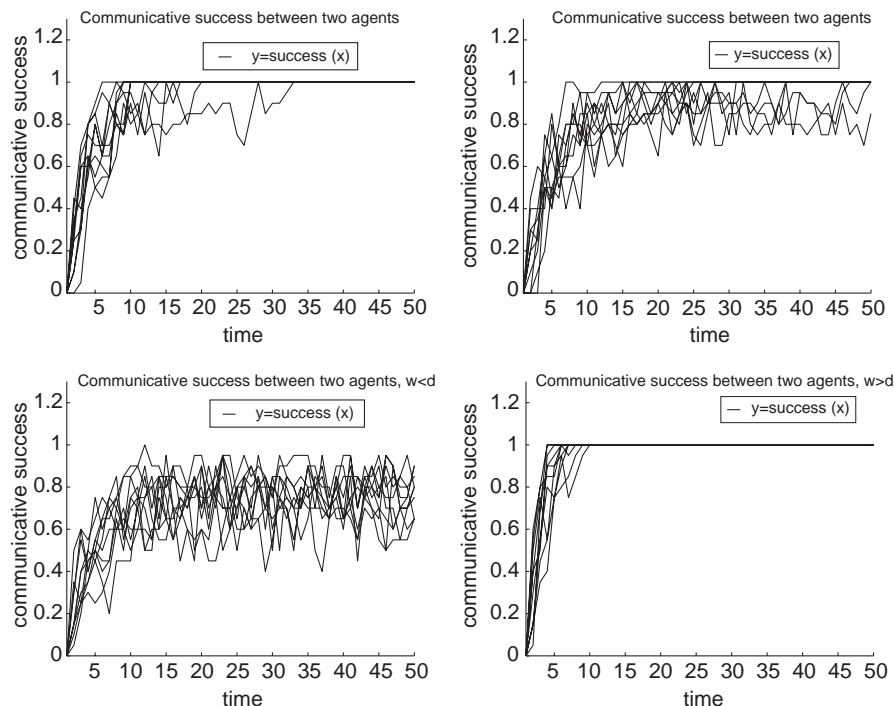 Communicative success between two agents
1.2
1
0.8
0.6
0.4
0.2
0
communicative success
y=success (x)
5 10 15 20 25 30 35 40 45 50
time
Communicative success between two agents
1.2
1
0.8
0.6
0.4
0.2
0
communicative success
y=success (x)
5 10 15 20 25 30 35 40 45 50
time
Communicative success between two agents, w<d
1.2
1
0.8
0.6
0.4
0.2
0
communicative success
y=success (x)
5 10 15 20 25 30 35 40 45 50
time
Communicative success between two agents, w>d
1.2
1
0.8
0.6
0.4
0.2
0
communicative success
y=success (x)
5 10 15 20 25 30 35 40 45 50
time